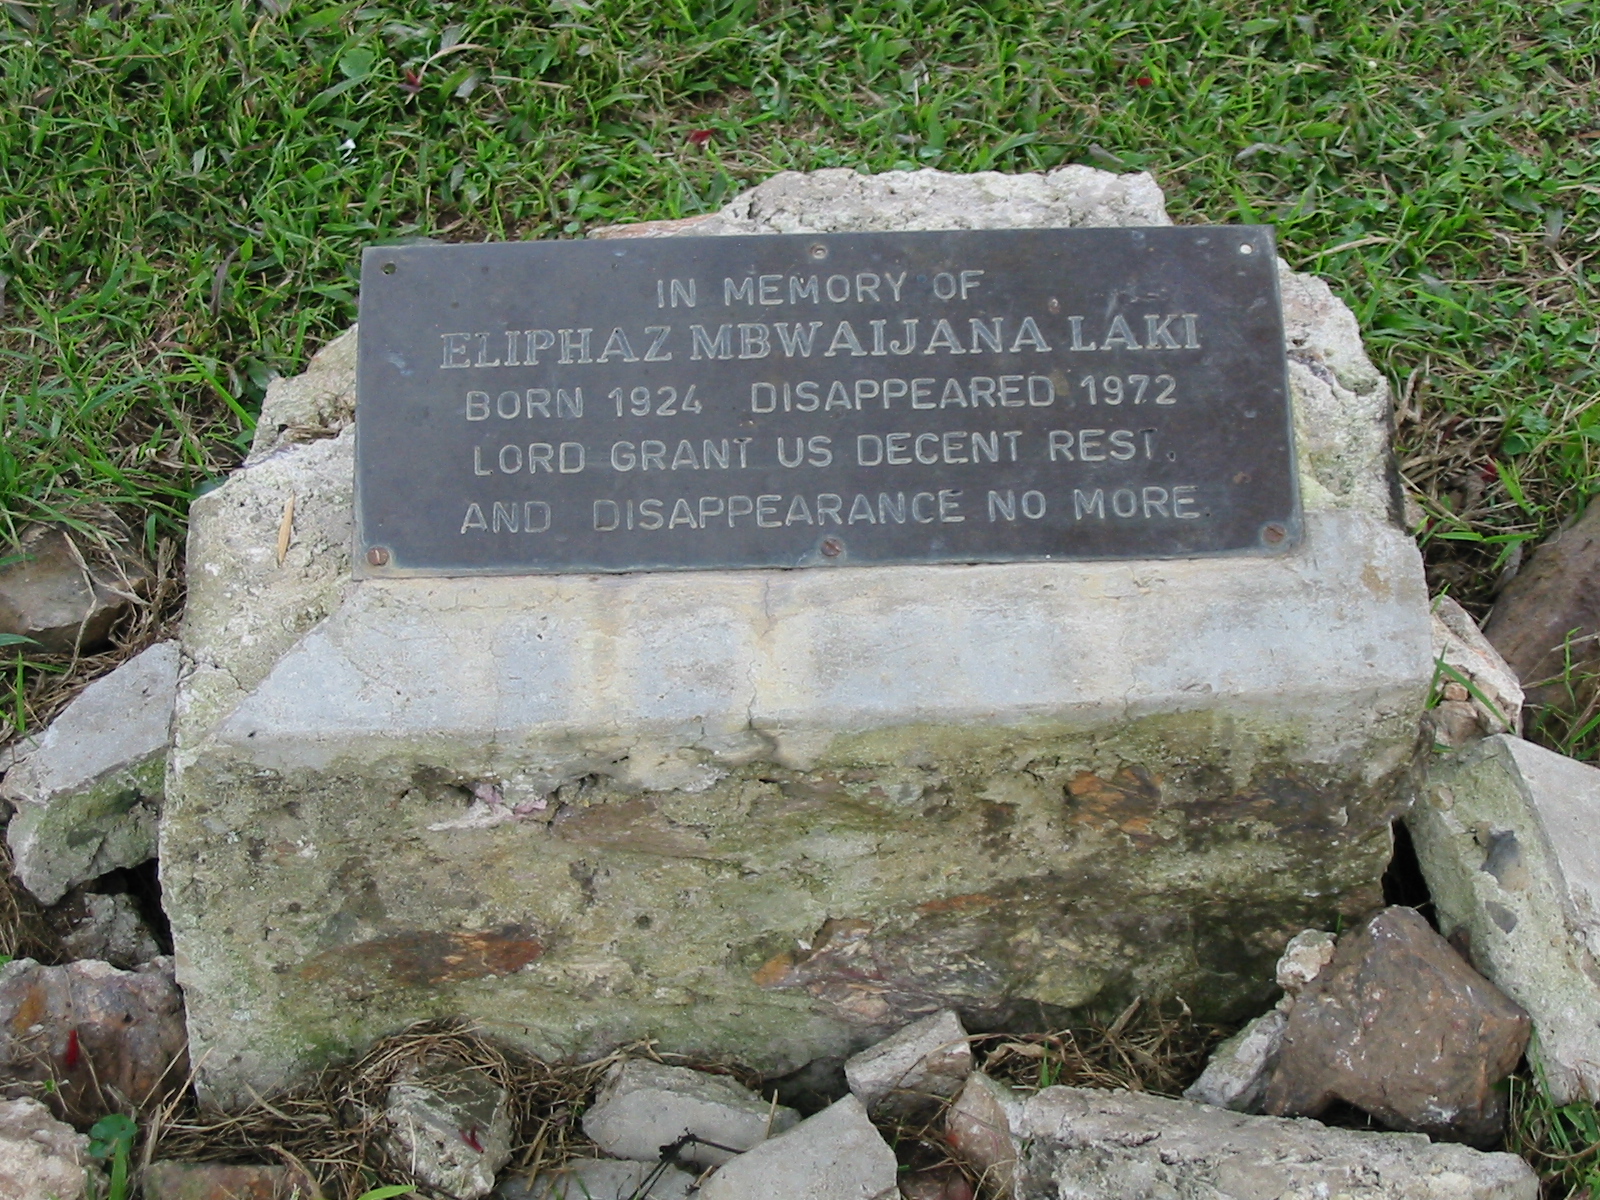 IN MEMORY OF
ELIPHAZ MBWAIJANA LAKI
BORN 1924 DISAPPEARED 1972
LORD GRANT US DECENT REST.
AND DISAPPEARANCE NO MORE